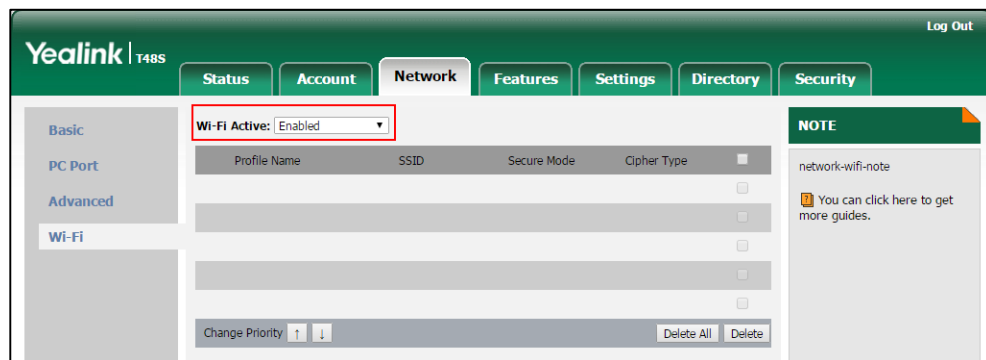 Log Out
Yealink T48S
Status Account Network Features Settings Directory Security
Basic
PC Port
Advanced
Wi-Fi
Wi-Fi Active: Enabled
Profile Name SSID Secure Mode Cipher Type
Change Priority ↑ ↓ Delete All Delete
NOTE
network-wifi-note
? You can click here to get
more guides.